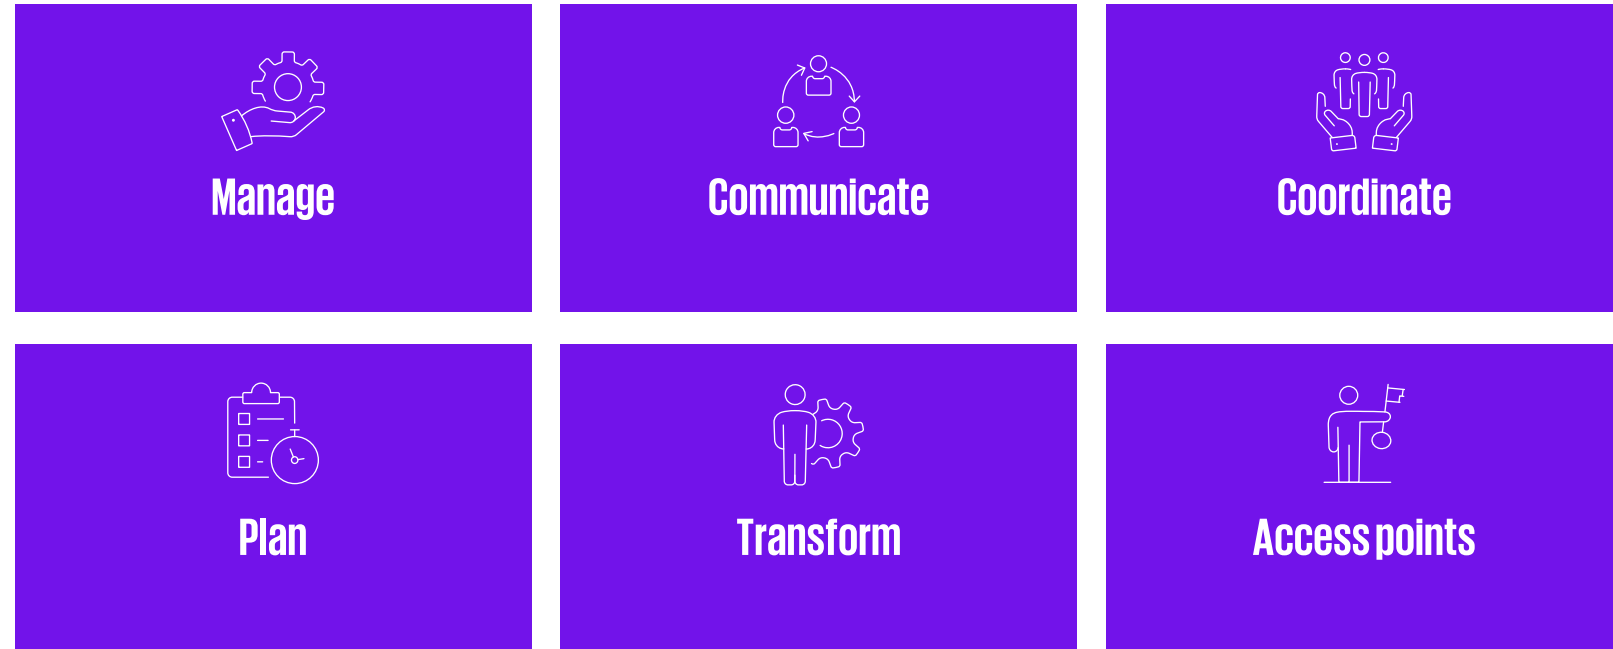 Manage
Communicate
Coordinate
Plan
Transform
Access points